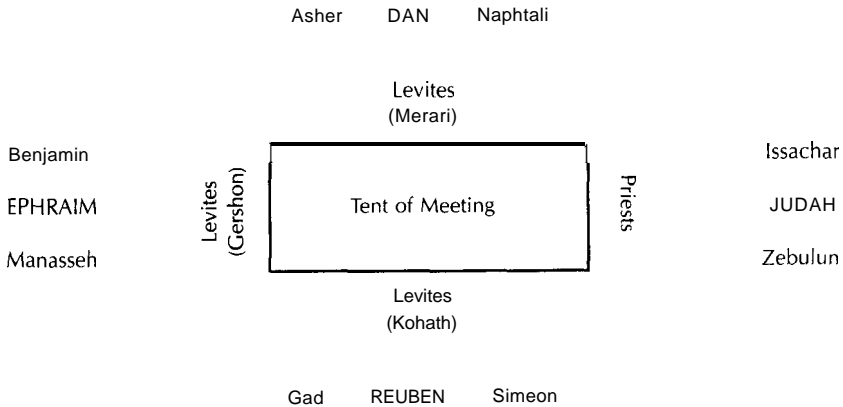 Asher DAN Naphtali
Levites
(Merari)
Benjamin
EPHRAIM
Manasseh
Levites
(Gershon)
Tent of Meeting
Priests
Issachar
JUDAH
Zebulun
Levites
(Kohath)
Gad REUBEN Simeon